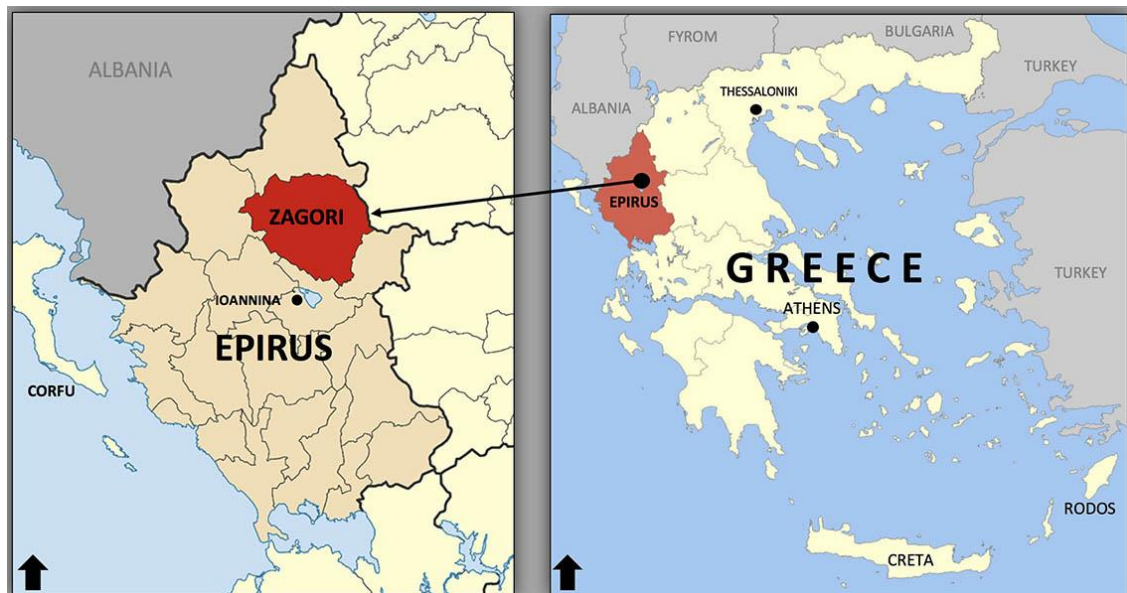 ALBANIA
ZAGORI
IOANNINA
EPIRUS
CORFU
FYROM
BULGARIA
TURKEY
THESSALONIKI
ALBANIA
EPIRUS
GREECE
TURKEY
ATHENS
RODOS
CRETA